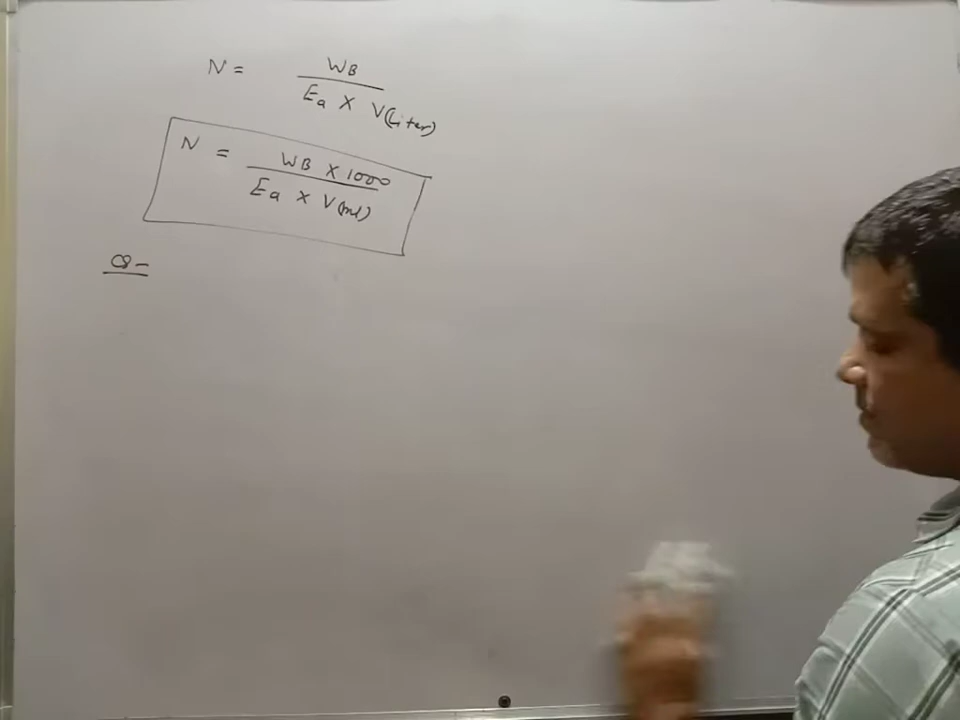 N = WB / Ea × V(Liter)
N = WB × 1000 / Ea × V(ml)
Q-